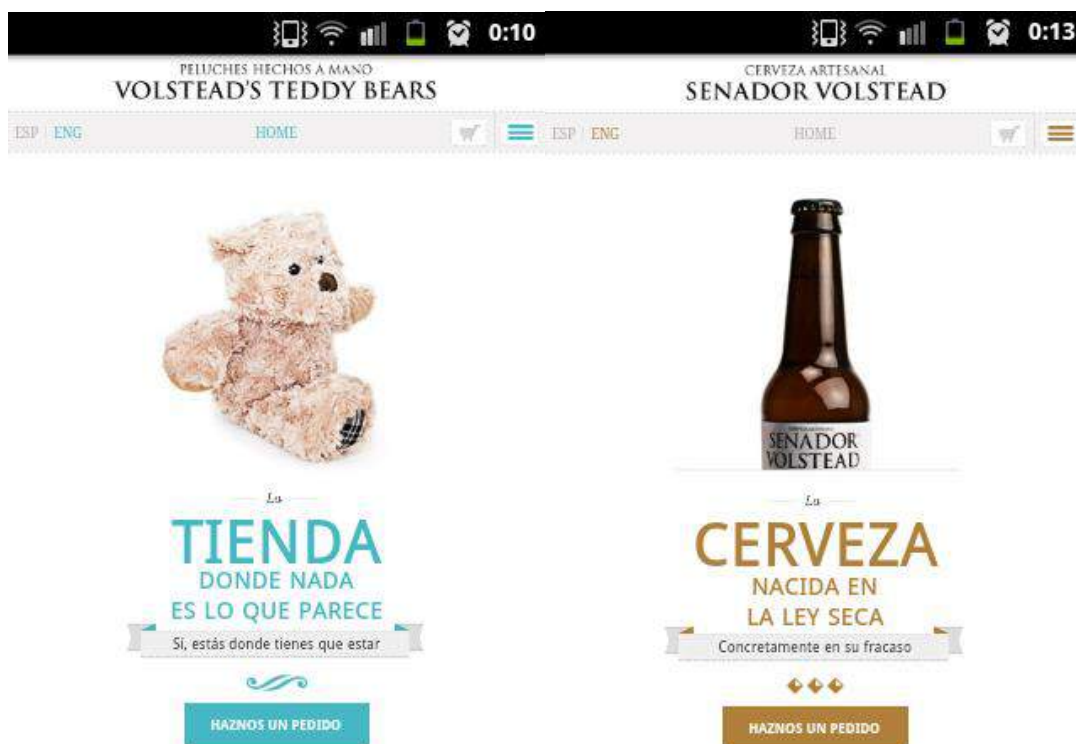 0:10
PELUCHES HECHOS A MANO
VOLSTEAD'S TEDDY BEARS
ESP | ENG
HOME
La
TIENDA
DONDE NADA
ES LO QUE PARECE
Sí, estás donde tienes que estar
HAZNOS UN PEDIDO
0:13
CERVEZA ARTESANAL
SENADOR VOLSTEAD
ESP | ENG
HOME
SENADOR
VOLSTEAD
La
CERVEZA
NACIDA EN
LA LEY SECA
Concretamente en su fracaso
HAZNOS UN PEDIDO